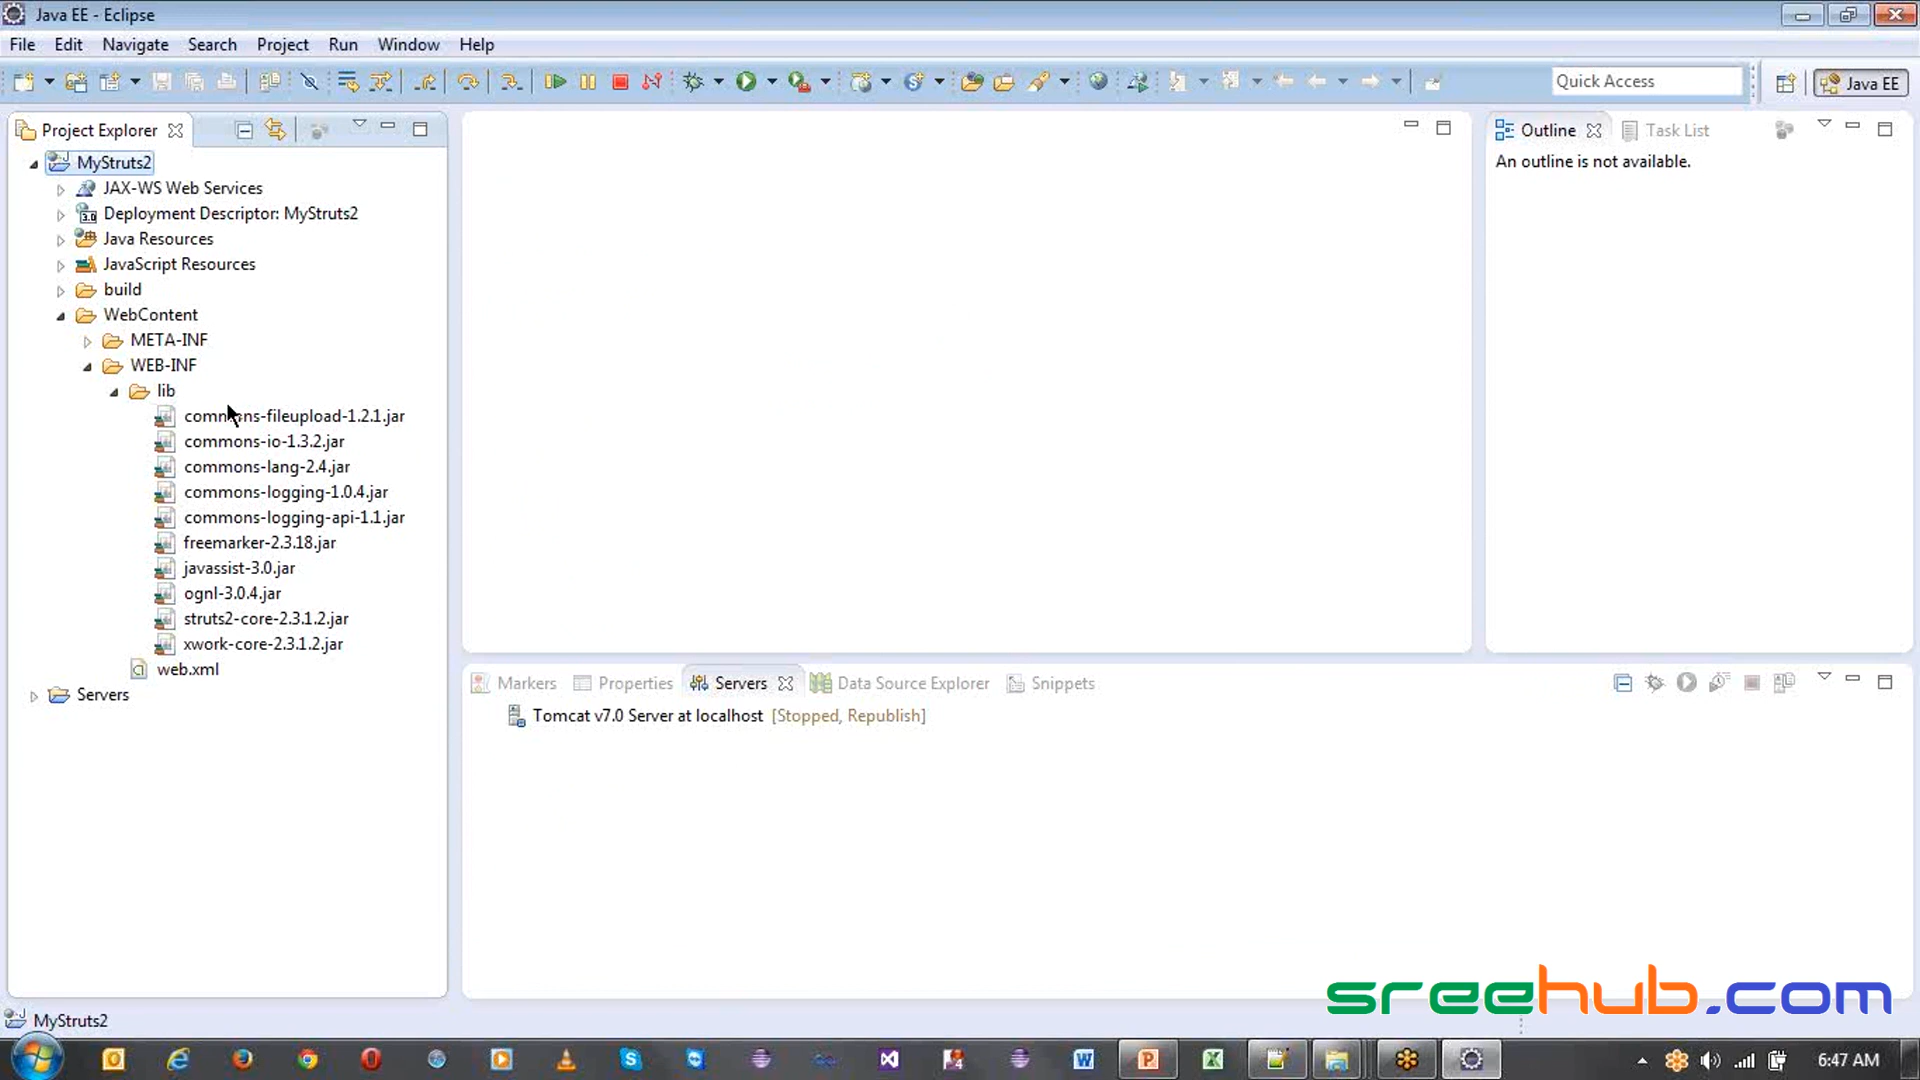 Java EE - Eclipse
File Edit Navigate Search Project Run Window Help
Quick Access
Java EE
Project Explorer
MyStruts2
JAX-WS Web Services
3.0 Deployment Descriptor: MyStruts2
Java Resources
JavaScript Resources
build
WebContent
META-INF
WEB-INF
lib
commons-fileupload-1.2.1.jar
commons-io-1.3.2.jar
commons-lang-2.4.jar
commons-logging-1.0.4.jar
commons-logging-api-1.1.jar
freemarker-2.3.18.jar
javassist-3.0.jar
ognl-3.0.4.jar
struts2-core-2.3.1.2.jar
xwork-core-2.3.1.2.jar
web.xml
Servers
Outline Task List
An outline is not available.
Markers Properties Servers Data Source Explorer Snippets
Tomcat v7.0 Server at localhost [Stopped, Republish]
sreehub.com
MyStruts2
6:47 AM